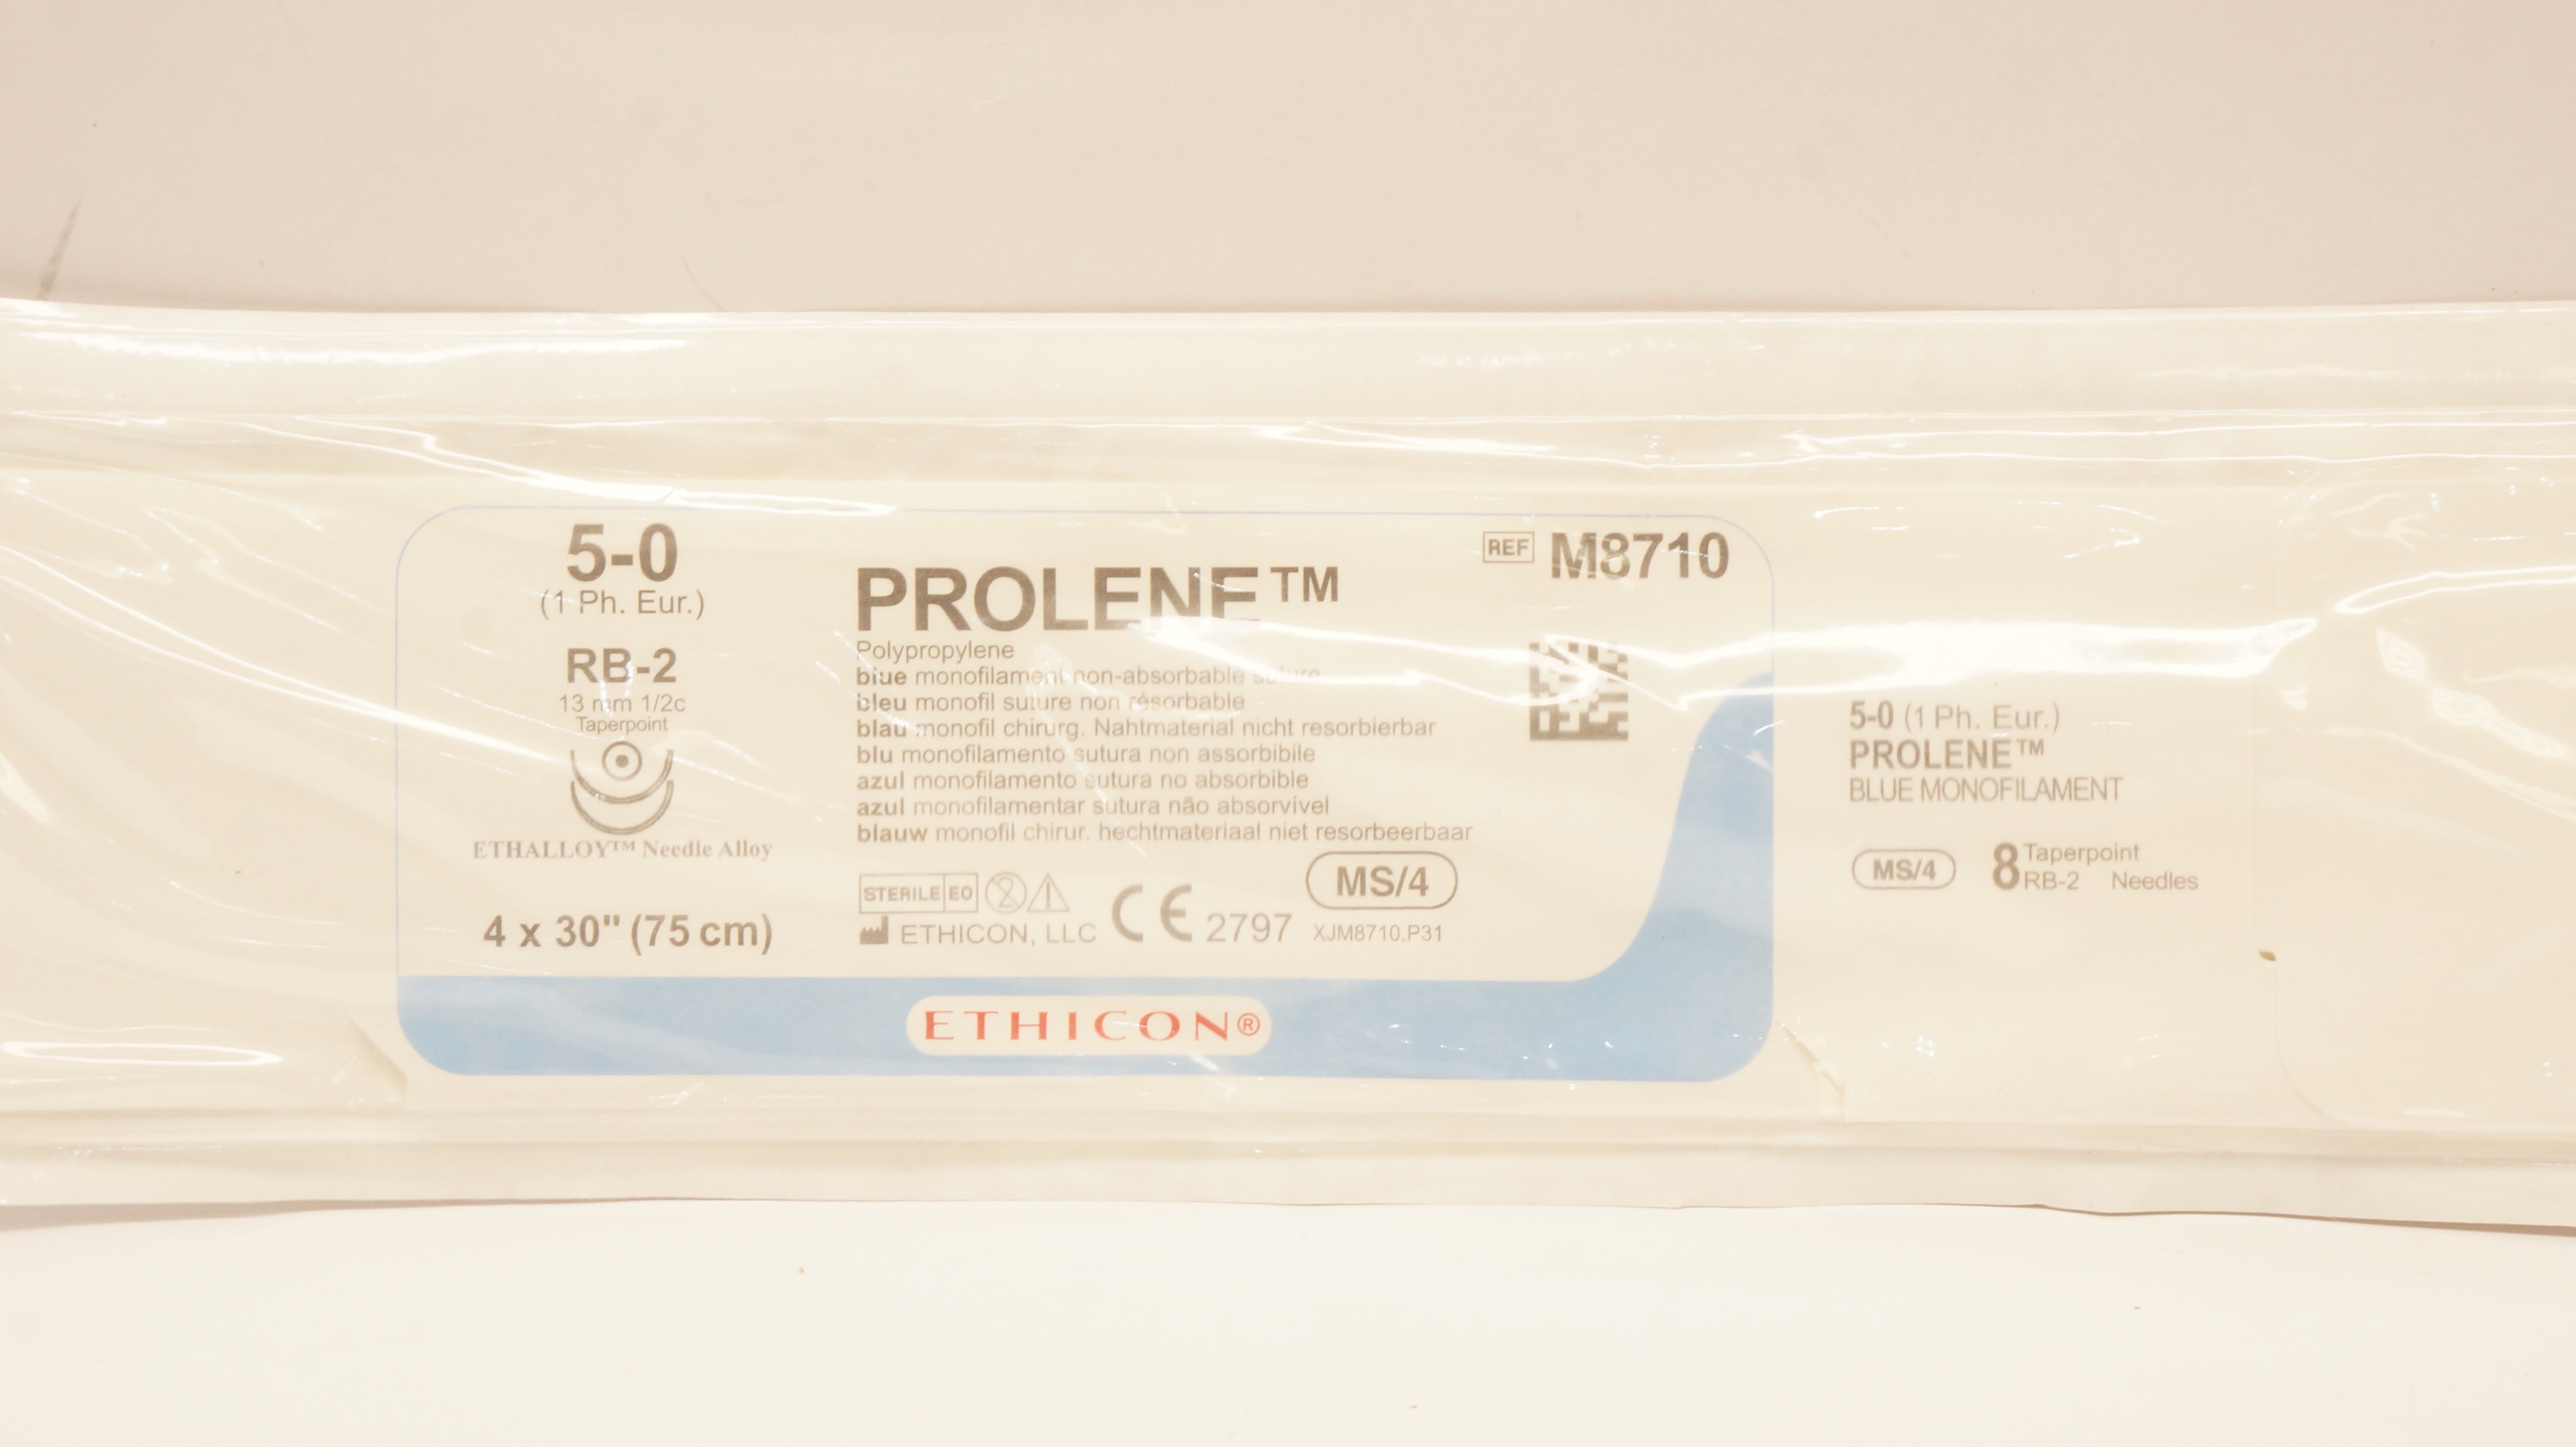 5-0
(1 Ph. Eur.)
RB-2
13 mm 1/2c
Taperpoint
ETHALLOY™ Needle Alloy
4 x 30" (75 cm)
PROLENE™
Polypropylene
blue monofilament non-absorbable suture
bleu monofil suture non résorbable
blau monofil chirurg. Nahtmaterial nicht resorbierbar
blu monofilamento sutura non assorbibile
azul monofilamento sutura no absorbible
azul monofilamentar sutura não absorvível
blauw monofil chirur. hechtmateriaal niet resorbeerbaar
STERILE EO 2
ETHICON, LLC CE 2797
MS/4
XJM8710.P31
REF M8710
ETHICON®
5-0 (1 Ph. Eur.)
PROLENE™
BLUE MONOFILAMENT
MS/4 8 Taperpoint
RB-2 Needles